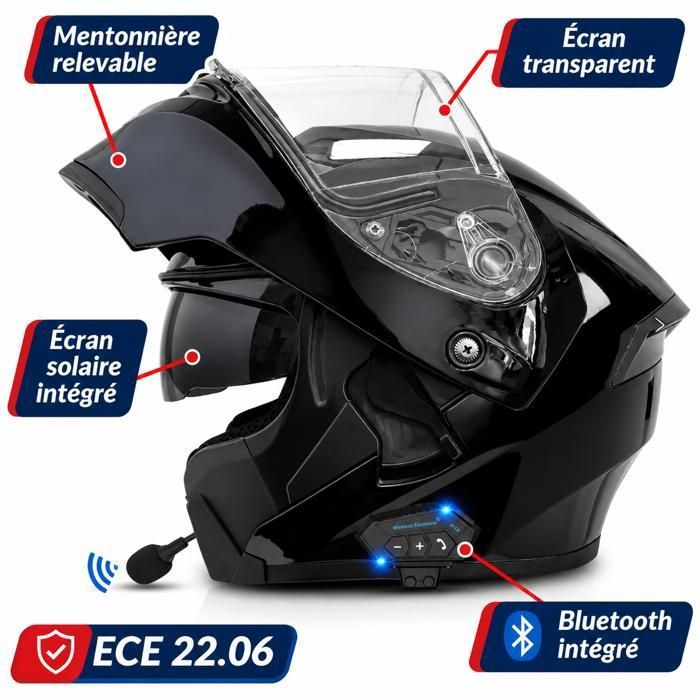 Mentonnière
relevable
Écran
transparent
Écran
solaire
intégré
Wireless Earphone
− + 
ECE 22.06
Bluetooth
intégré